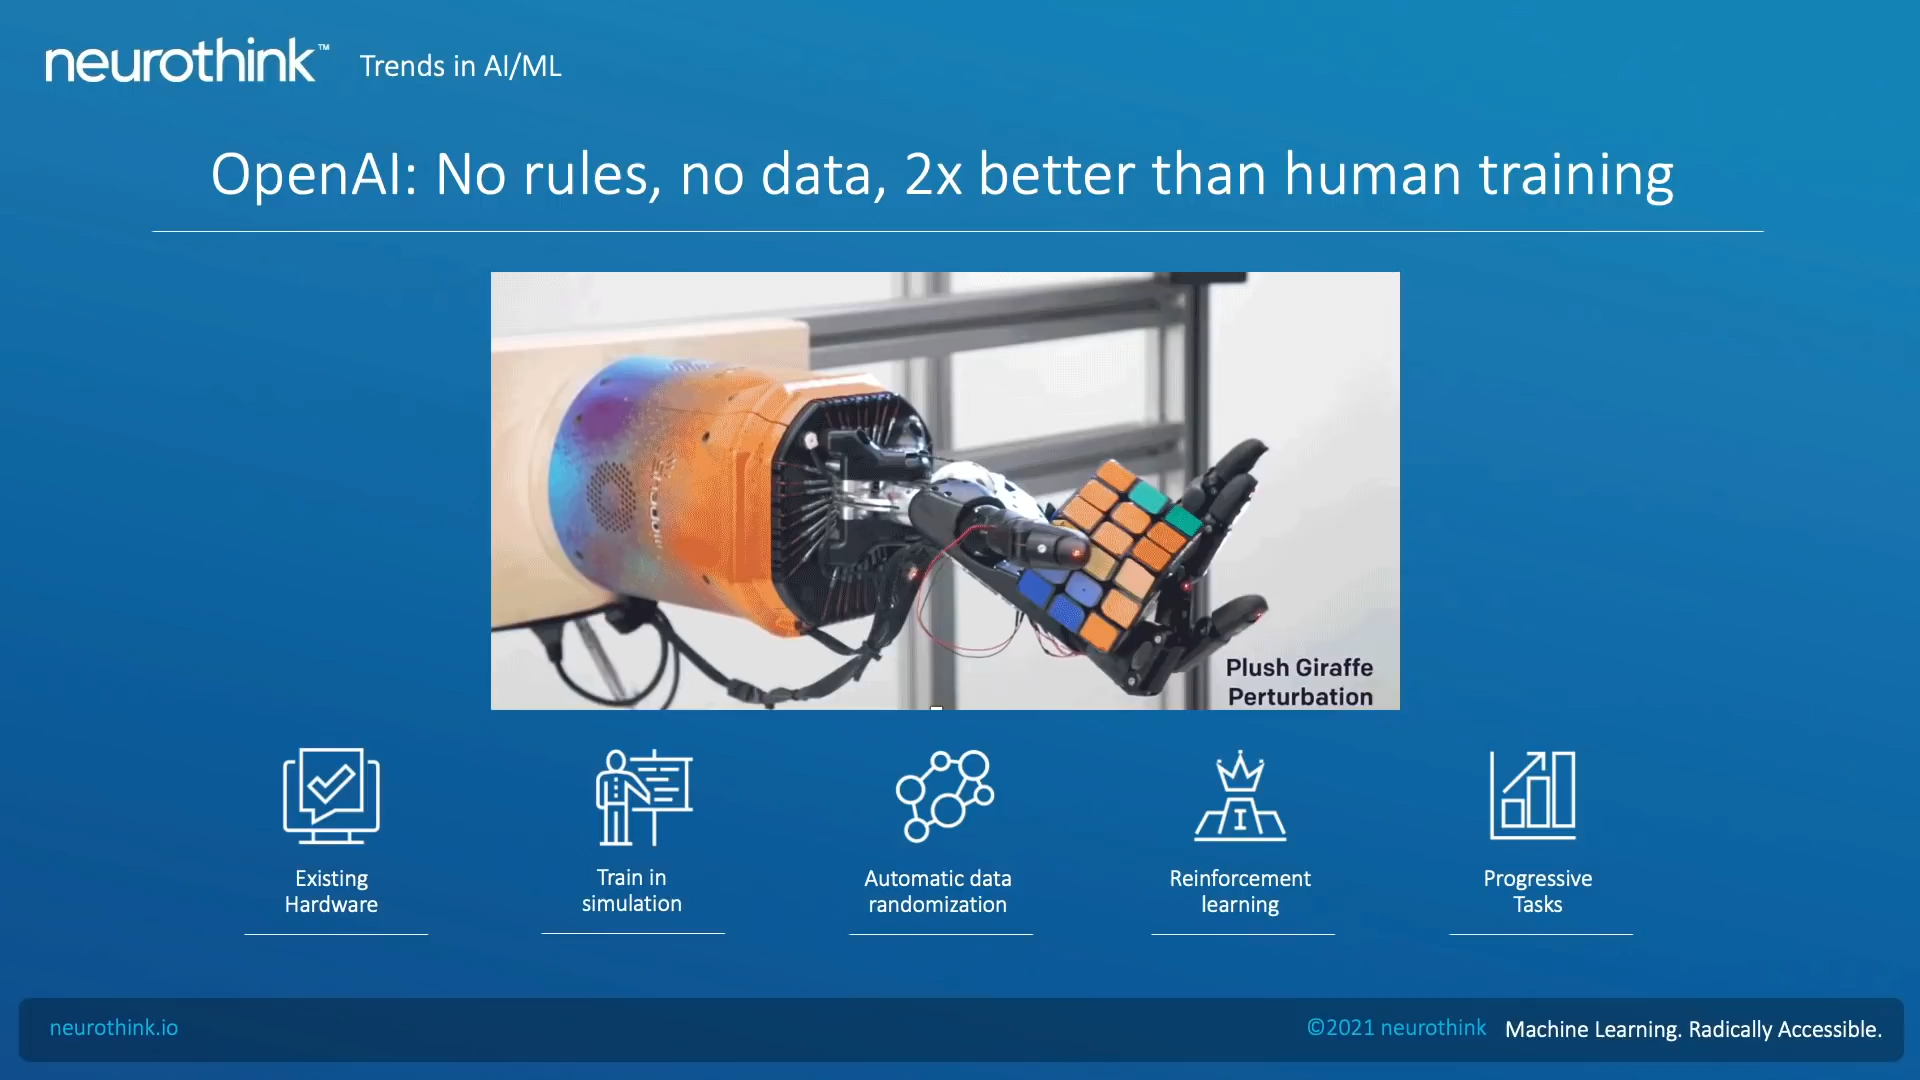 neurothink™ Trends in AI/ML
OpenAI: No rules, no data, 2x better than human training
Plush Giraffe
Perturbation
Existing
Hardware
Train in
simulation
Automatic data
randomization
Reinforcement
learning
Progressive
Tasks
neurothink.io
©2021 neurothink Machine Learning. Radically Accessible.